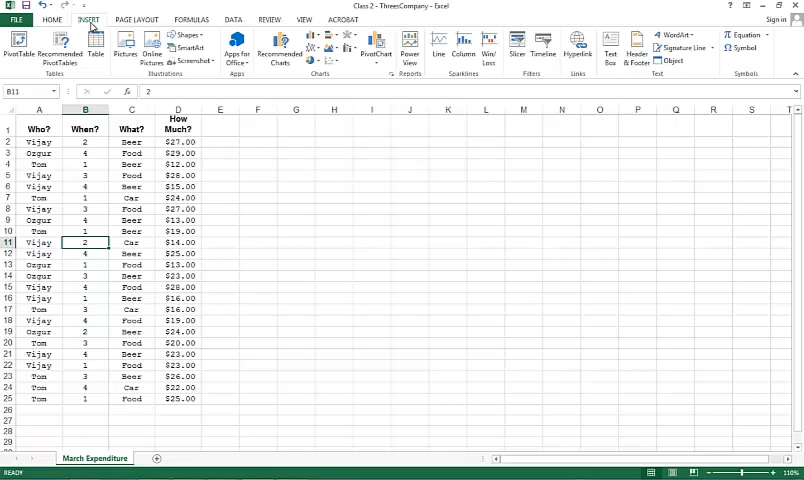 Class 2 - ThreesCompany - Excel
FILE HOME INSERT PAGE LAYOUT FORMULAS DATA REVIEW VIEW ACROBAT Sign in
PivotTable Recommended PivotTables Table Pictures Online Pictures Shapes SmartArt Screenshot Apps for Office Recommended Charts PivotChart Power View Line Column Win/Loss Slicer Timeline Hyperlink Text Box Header & Footer WordArt Signature Line Object Equation Symbol
Tables Illustrations Apps Charts Reports Sparklines Filters Links Text Symbols
B11 fx 2
A B C D E F G H I J K L M N O P Q R S T
1 Who? When? What? How Much?
2 Vijay 2 Beer $27.00
3 Ozgur 4 Food $29.00
4 Tom 1 Beer $12.00
5 Vijay 3 Food $28.00
6 Vijay 4 Beer $15.00
7 Tom 1 Car $24.00
8 Vijay 3 Food $27.00
9 Ozgur 4 Beer $13.00
10 Tom 1 Beer $19.00
11 Vijay 2 Car $14.00
12 Vijay 4 Beer $25.00
13 Ozgur 1 Food $13.00
14 Ozgur 3 Beer $23.00
15 Vijay 4 Food $28.00
16 Vijay 1 Beer $16.00
17 Tom 3 Car $16.00
18 Vijay 4 Food $19.00
19 Ozgur 2 Beer $24.00
20 Tom 3 Food $20.00
21 Vijay 4 Beer $23.00
22 Vijay 1 Food $23.00
23 Tom 3 Beer $26.00
24 Tom 4 Car $22.00
25 Tom 1 Food $25.00
26
27
28
29
March Expenditure
READY 110%